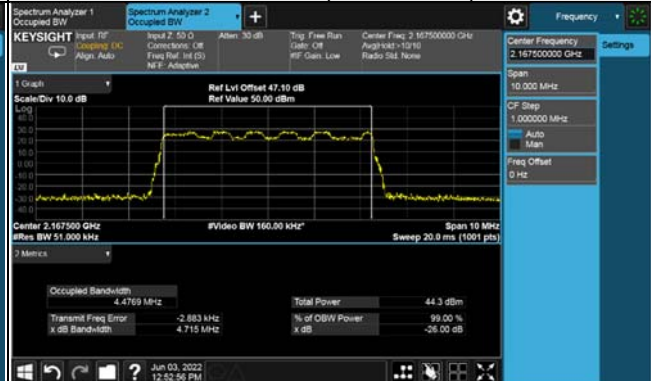 Spectrum Analyzer 1
Occupied BW
Spectrum Analyzer 2
Occupied BW
+
Frequency
KEYSIGHT
Input: RF
Coupling: DC
Align: Auto
Input Z: 50 Ω
Corrections: Off
Freq Ref: Int (S)
NFE: Adaptive
Atten: 30 dB
Trig: Free Run
Gate: Off
#IF Gain: Low
Center Freq: 2.167500000 GHz
Avg|Hold:>10/10
Radio Std: None
Center Frequency
2.167500000 GHz
Settings
Span
10.000 MHz
CF Step
1.000000 MHz
Auto
Man
Freq Offset
0 Hz
1 Graph
Scale/Div 10.0 dB
Ref Lvl Offset 47.10 dB
Ref Value 50.00 dBm
Log
40.0
30.0
20.0
10.0
0.00
-10.0
-20.0
-30.0
-40.0
Center 2.167500 GHz
#Res BW 51.000 kHz
#Video BW 160.00 kHz*
Span 10 MHz
Sweep 20.0 ms (1001 pts)
2 Metrics
Occupied Bandwidth
4.4769 MHz
Total Power 44.3 dBm
Transmit Freq Error -2.883 kHz
% of OBW Power 99.00 %
x dB Bandwidth 4.715 MHz
x dB -26.00 dB
?
Jun 03, 2022
12:52:56 PM